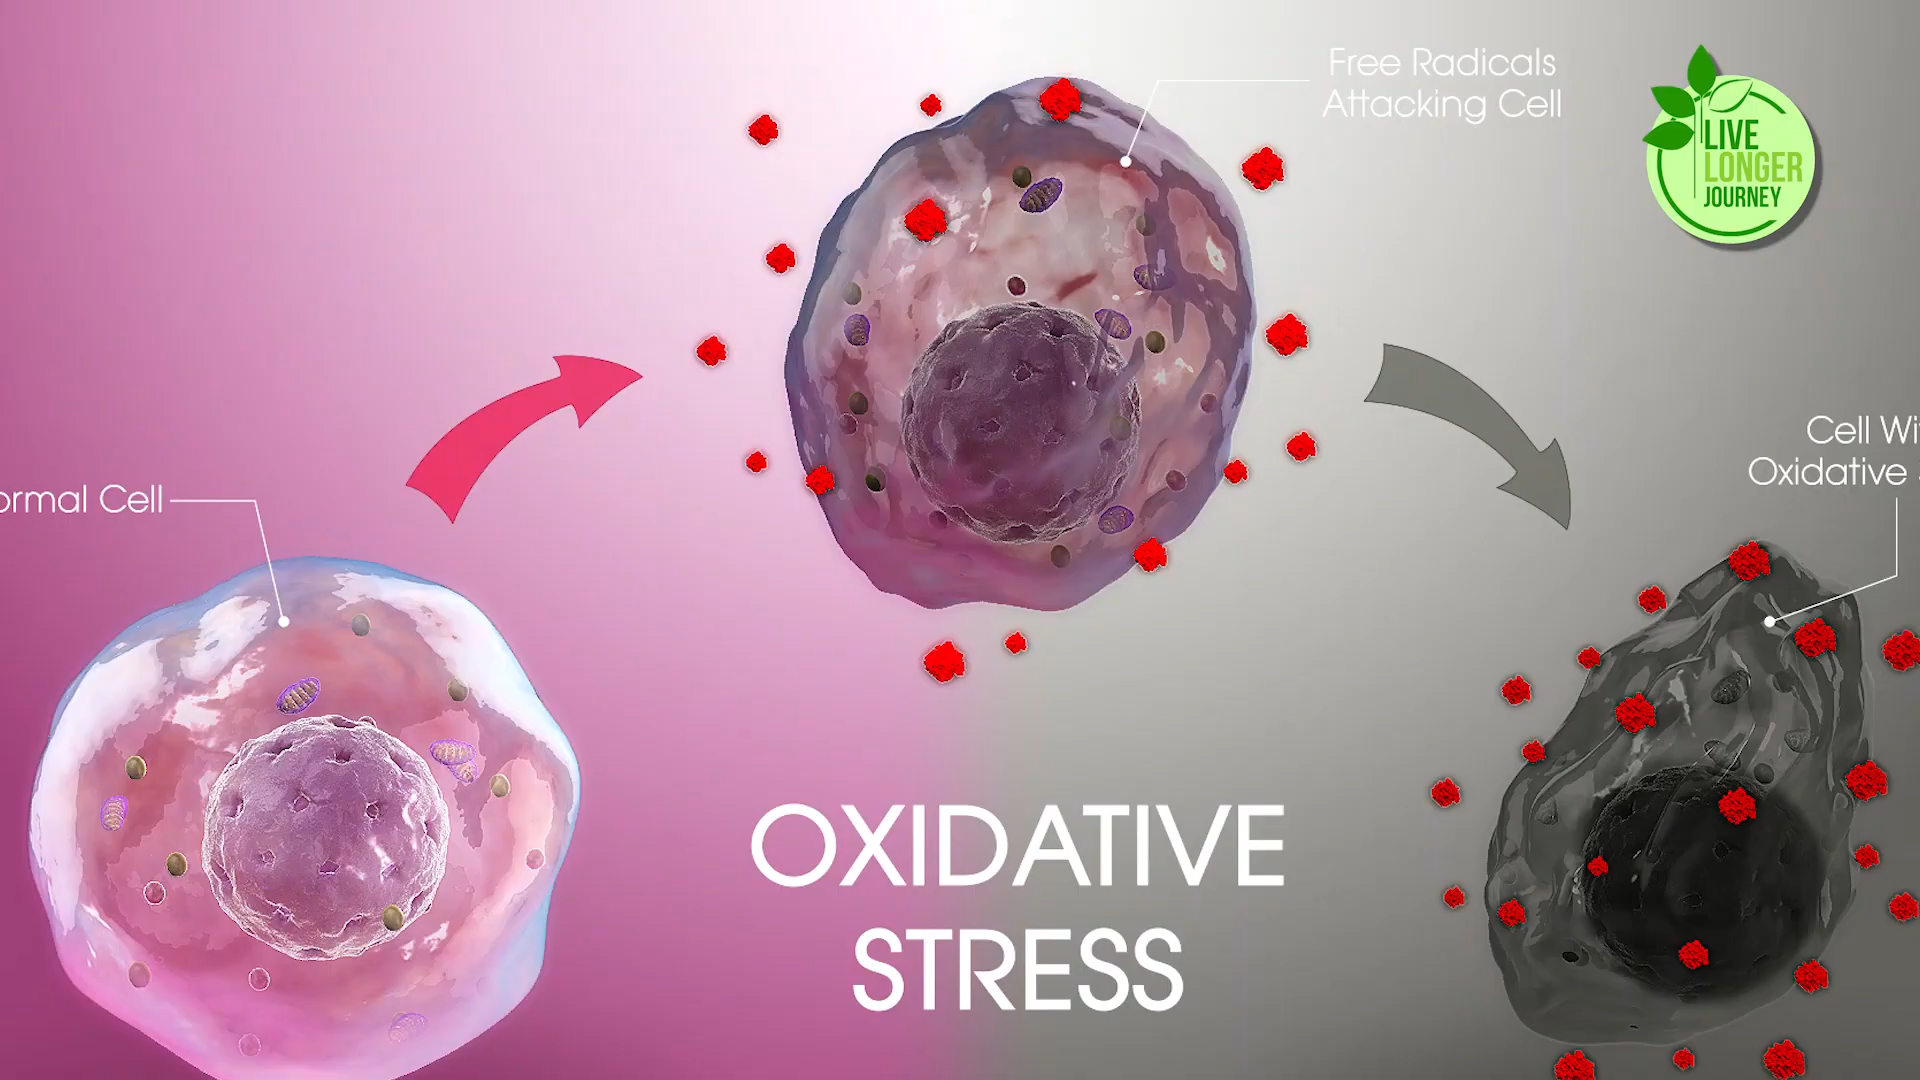 Free Radicals
Attacking Cell
LIVE
LONGER
JOURNEY
Cell Wi
Oxidative
ormal Cell
OXIDATIVE
STRESS